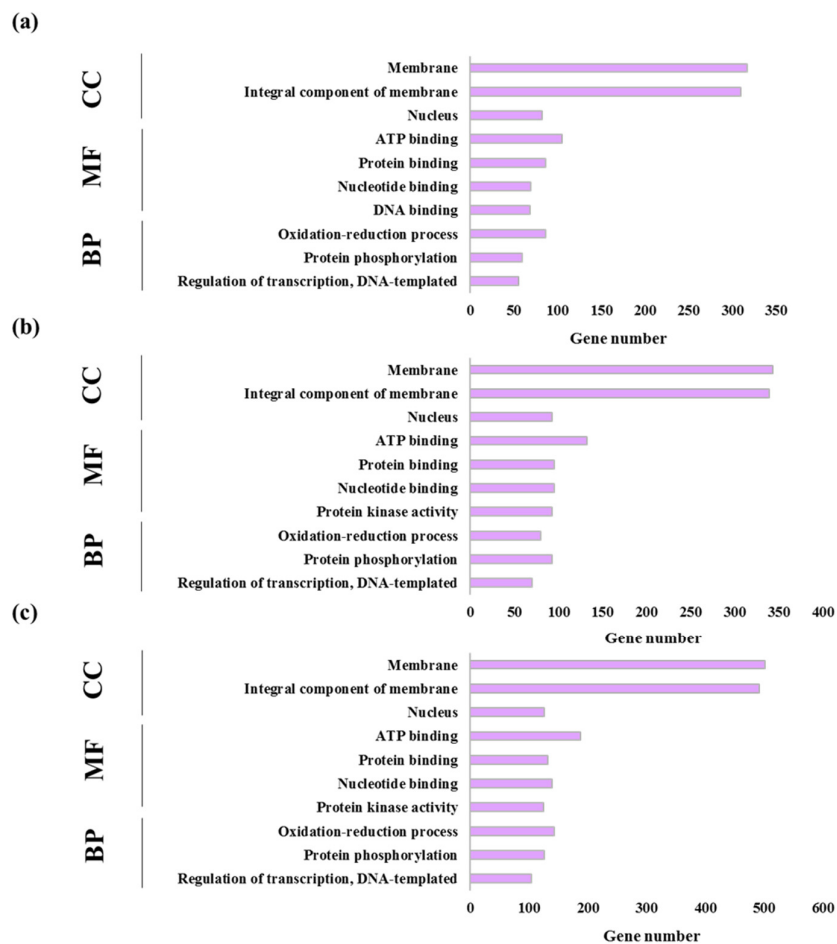 (a)
CC
Membrane
Integral component of membrane
Nucleus
MF
ATP binding
Protein binding
Nucleotide binding
DNA binding
BP
Oxidation-reduction process
Protein phosphorylation
Regulation of transcription, DNA-templated
0 50 100 150 200 250 300 350
Gene number
(b)
CC
Membrane
Integral component of membrane
Nucleus
MF
ATP binding
Protein binding
Nucleotide binding
Protein kinase activity
BP
Oxidation-reduction process
Protein phosphorylation
Regulation of transcription, DNA-templated
0 50 100 150 200 250 300 350 400
Gene number
(c)
CC
Membrane
Integral component of membrane
Nucleus
MF
ATP binding
Protein binding
Nucleotide binding
Protein kinase activity
BP
Oxidation-reduction process
Protein phosphorylation
Regulation of transcription, DNA-templated
0 100 200 300 400 500 600
Gene number